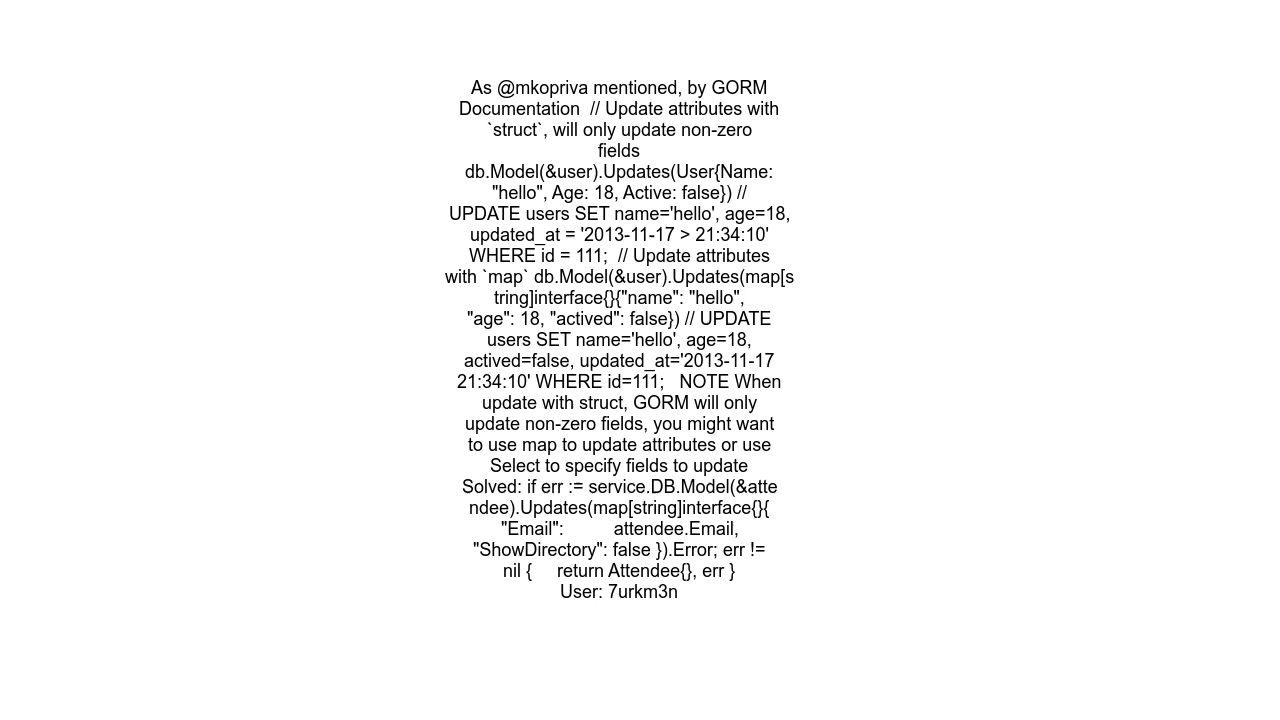 As @mkopriva mentioned, by GORM
Documentation  // Update attributes with
`struct`, will only update non-zero
fields
db.Model(&user).Updates(User{Name:
"hello", Age: 18, Active: false}) //
UPDATE users SET name='hello', age=18,
updated_at = '2013-11-17 > 21:34:10'
WHERE id = 111;  // Update attributes
with `map` db.Model(&user).Updates(map[s
tring]interface{}{"name": "hello",
"age": 18, "actived": false}) // UPDATE
users SET name='hello', age=18,
actived=false, updated_at='2013-11-17
21:34:10' WHERE id=111;   NOTE When
update with struct, GORM will only
update non-zero fields, you might want
to use map to update attributes or use
Select to specify fields to update
Solved: if err := service.DB.Model(&atte
ndee).Updates(map[string]interface{}{
"Email":          attendee.Email,
"ShowDirectory": false }).Error; err !=
nil {     return Attendee{}, err }
User: 7urkm3n